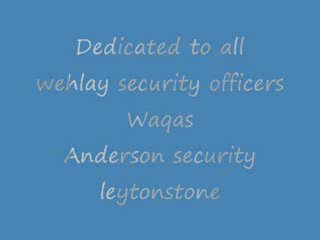 Dedicated to all
wehlay security officers
Waqas
Anderson security
leytonstone